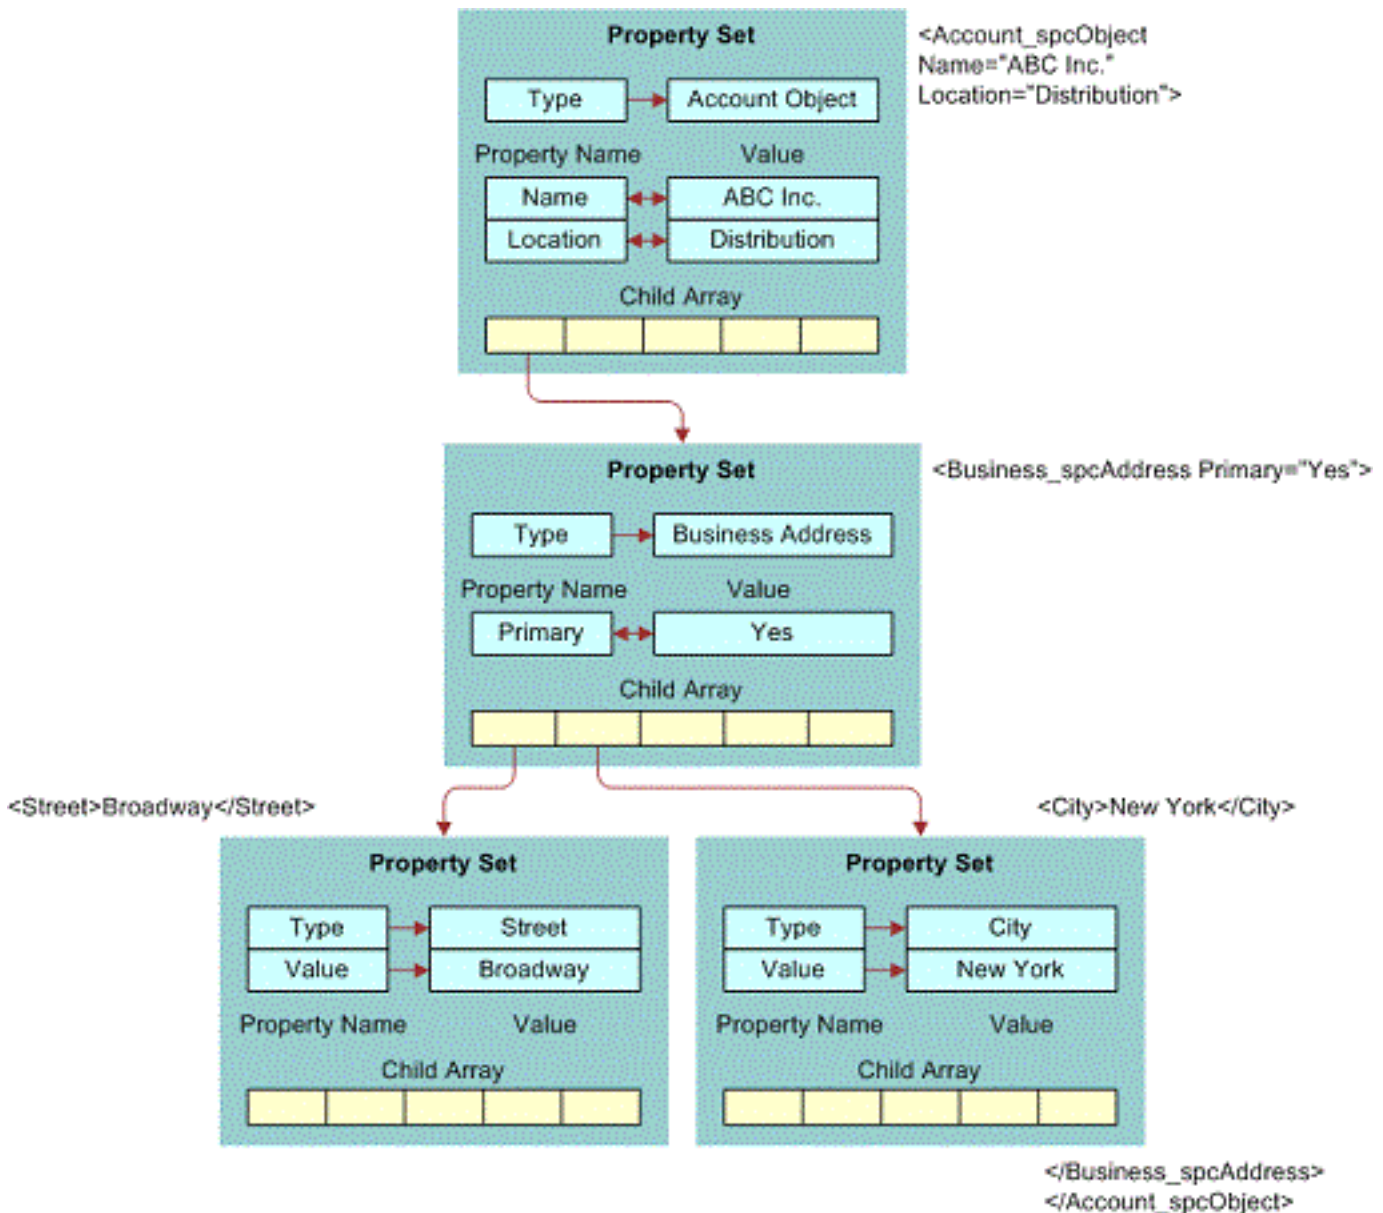 Property Set
<Account_spcObject
Name="ABC Inc."
Location="Distribution">
Type Account Object
Property Name Value
Name ABC Inc.
Location Distribution
Child Array
Property Set
<Business_spcAddress Primary="Yes">
Type Business Address
Property Name Value
Primary Yes
Child Array
<Street>Broadway</Street>
<City>New York</City>
Property Set
Type Street
Value Broadway
Property Name Value
Child Array
Property Set
Type City
Value New York
Property Name Value
Child Array
</Business_spcAddress>
</Account_spcObject>